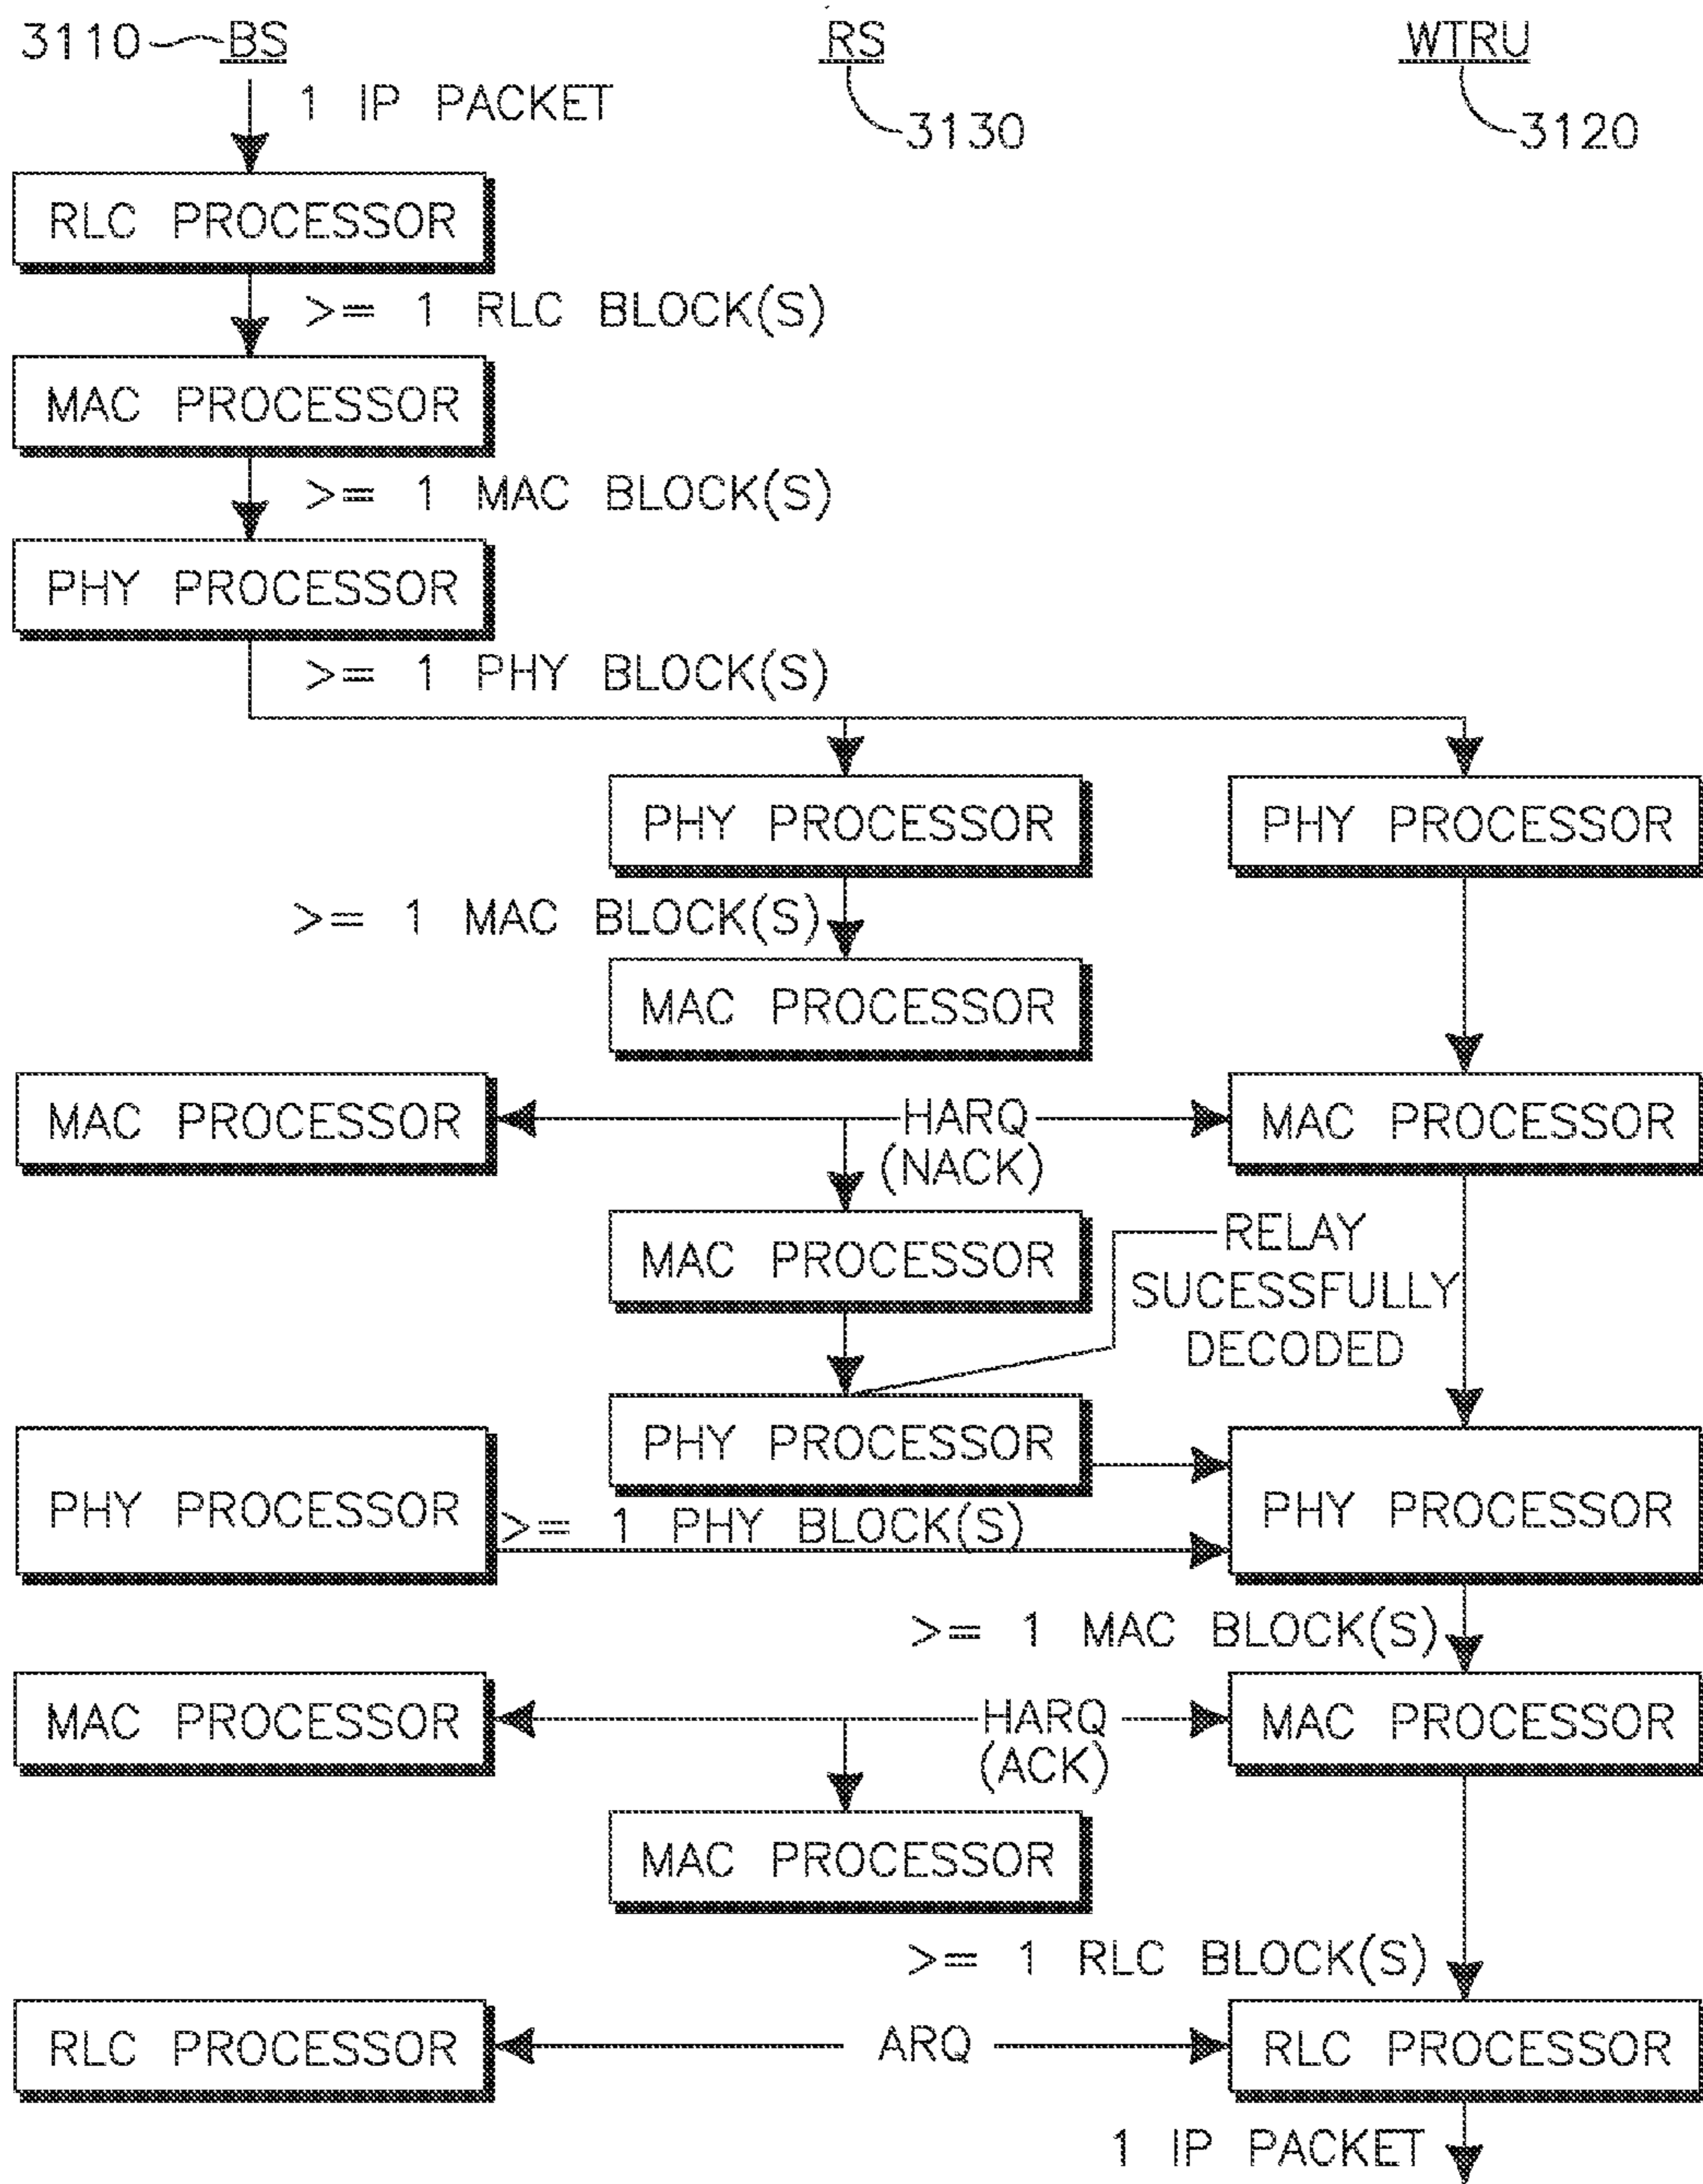 3110 BS RS WTRU
1 IP PACKET
3130 3120
RLC PROCESSOR
>= 1 RLC BLOCK(S)
MAC PROCESSOR
>= 1 MAC BLOCK(S)
PHY PROCESSOR
>= 1 PHY BLOCK(S)
PHY PROCESSOR PHY PROCESSOR
>= 1 MAC BLOCK(S)
MAC PROCESSOR
MAC PROCESSOR HARQ MAC PROCESSOR
(NACK)
MAC PROCESSOR RELAY
SUCESSFULLY
DECODED
PHY PROCESSOR
PHY PROCESSOR PHY PROCESSOR
>= 1 PHY BLOCK(S)
>= 1 MAC BLOCK(S)
MAC PROCESSOR HARQ MAC PROCESSOR
(ACK)
MAC PROCESSOR
>= 1 RLC BLOCK(S)
RLC PROCESSOR ARQ RLC PROCESSOR
1 IP PACKET